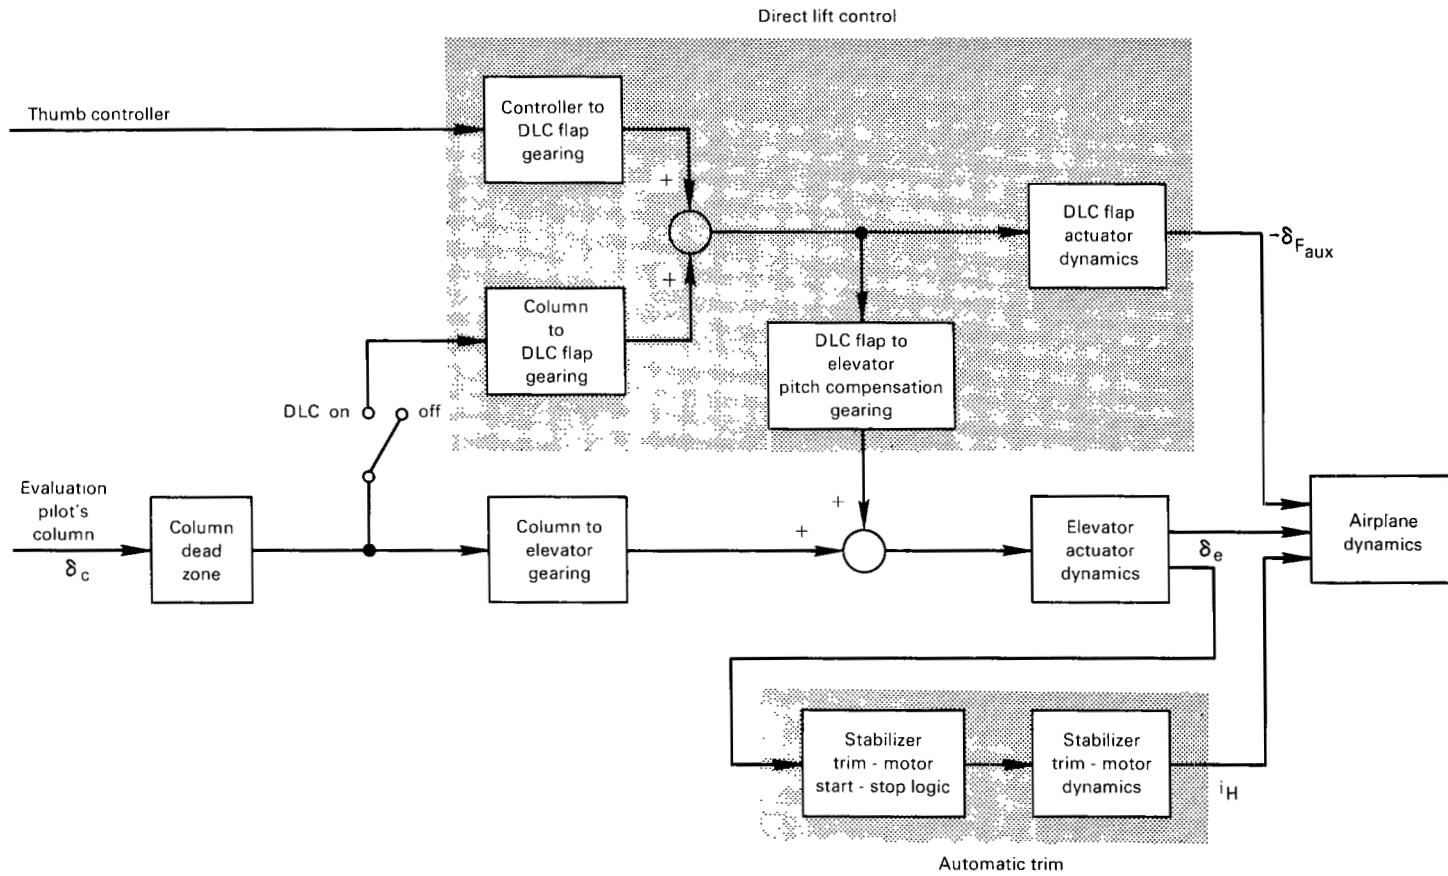 Direct lift control
Thumb controller
Controller to
DLC flap
gearing
+
DLC flap
actuator
dynamics
-δFaux
+
Column
to
DLC flap
gearing
DLC flap to
elevator
pitch compensation
gearing
DLC on
off
Evaluation
pilot's
column
δc
Column
dead
zone
Column to
elevator
gearing
+
+
Elevator
actuator
dynamics
δe
Airplane
dynamics
Stabilizer
trim - motor
start - stop logic
Stabilizer
trim - motor
dynamics
iH
Automatic trim